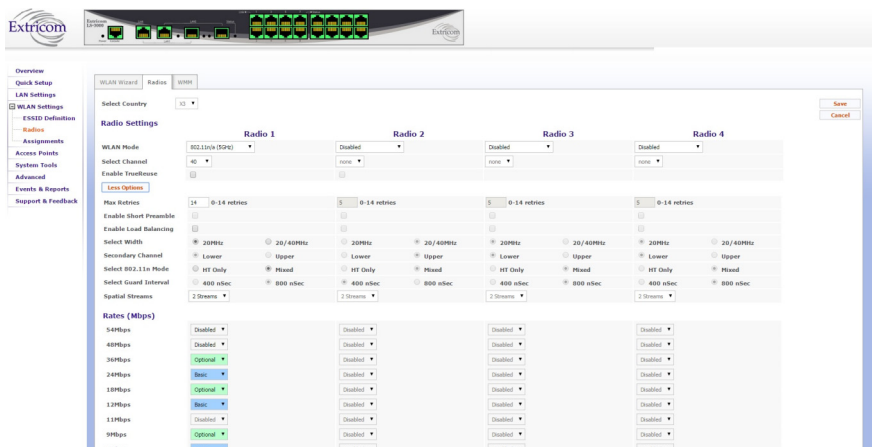 Extricom
Extricom
LS-3000
Extricom
Overview
Quick Setup
LAN Settings
WLAN Settings
ESSID Definition
Radios
Assignments
Access Points
System Tools
Advanced
Events & Reports
Support & Feedback
WLAN Wizard Radios WMM
Select Country
Save
Cancel
Radio Settings
Radio 1 Radio 2 Radio 3 Radio 4
WLAN Mode 802.11n/a (5GHz) Disabled Disabled Disabled
Select Channel 40 none none none
Enable TrueReuse
Less Options
Max Retries 14 0-14 retries 5 0-14 retries 5 0-14 retries 5 0-14 retries
Enable Short Preamble
Enable Load Balancing
Select Width 20MHz 20/40MHz 20MHz 20/40MHz 20MHz 20/40MHz 20MHz 20/40MHz
Secondary Channel Lower Upper Lower Upper Lower Upper Lower Upper
Select 802.11n Mode HT Only Mixed HT Only Mixed HT Only Mixed HT Only Mixed
Select Guard Interval 400 nSec 800 nSec 400 nSec 800 nSec 400 nSec 800 nSec 400 nSec 800 nSec
Spatial Streams 2 Streams 2 Streams 2 Streams 2 Streams
Rates (Mbps)
54Mbps Disabled Disabled Disabled Disabled
48Mbps Disabled Disabled Disabled Disabled
36Mbps Optional Disabled Disabled Disabled
24Mbps Basic Disabled Disabled Disabled
18Mbps Optional Disabled Disabled Disabled
12Mbps Basic Disabled Disabled Disabled
11Mbps Disabled Disabled Disabled Disabled
9Mbps Optional Disabled Disabled Disabled